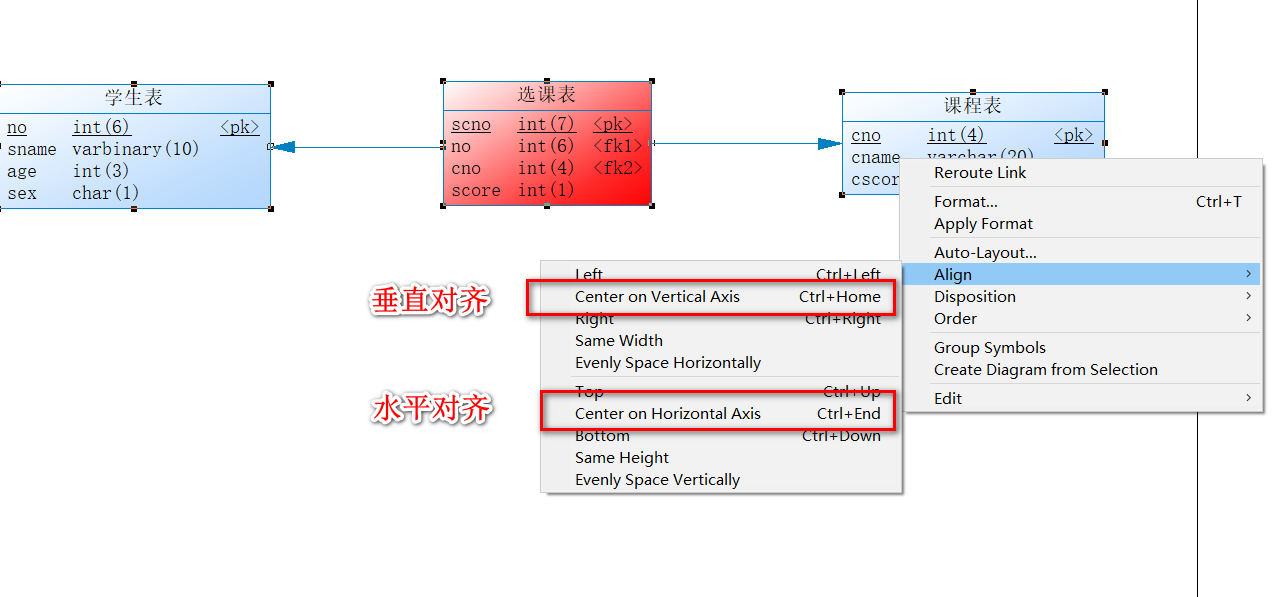 学生表
no int(6) <pk>
sname varbinary(10)
age int(3)
sex char(1)
选课表
scno int(7) <pk>
no int(6) <fk1>
cno int(4) <fk2>
score int(1)
课程表
cno int(4) <pk>
cname varchar(20)
cscor
Reroute Link
Format... Ctrl+T
Apply Format
Auto-Layout...
Align
Disposition
Order
Group Symbols
Create Diagram from Selection
Edit
Left Ctrl+Left
垂直对齐
Center on Vertical Axis Ctrl+Home
Right Ctrl+Right
Same Width
Evenly Space Horizontally
Top Ctrl+Up
水平对齐
Center on Horizontal Axis Ctrl+End
Bottom Ctrl+Down
Same Height
Evenly Space Vertically